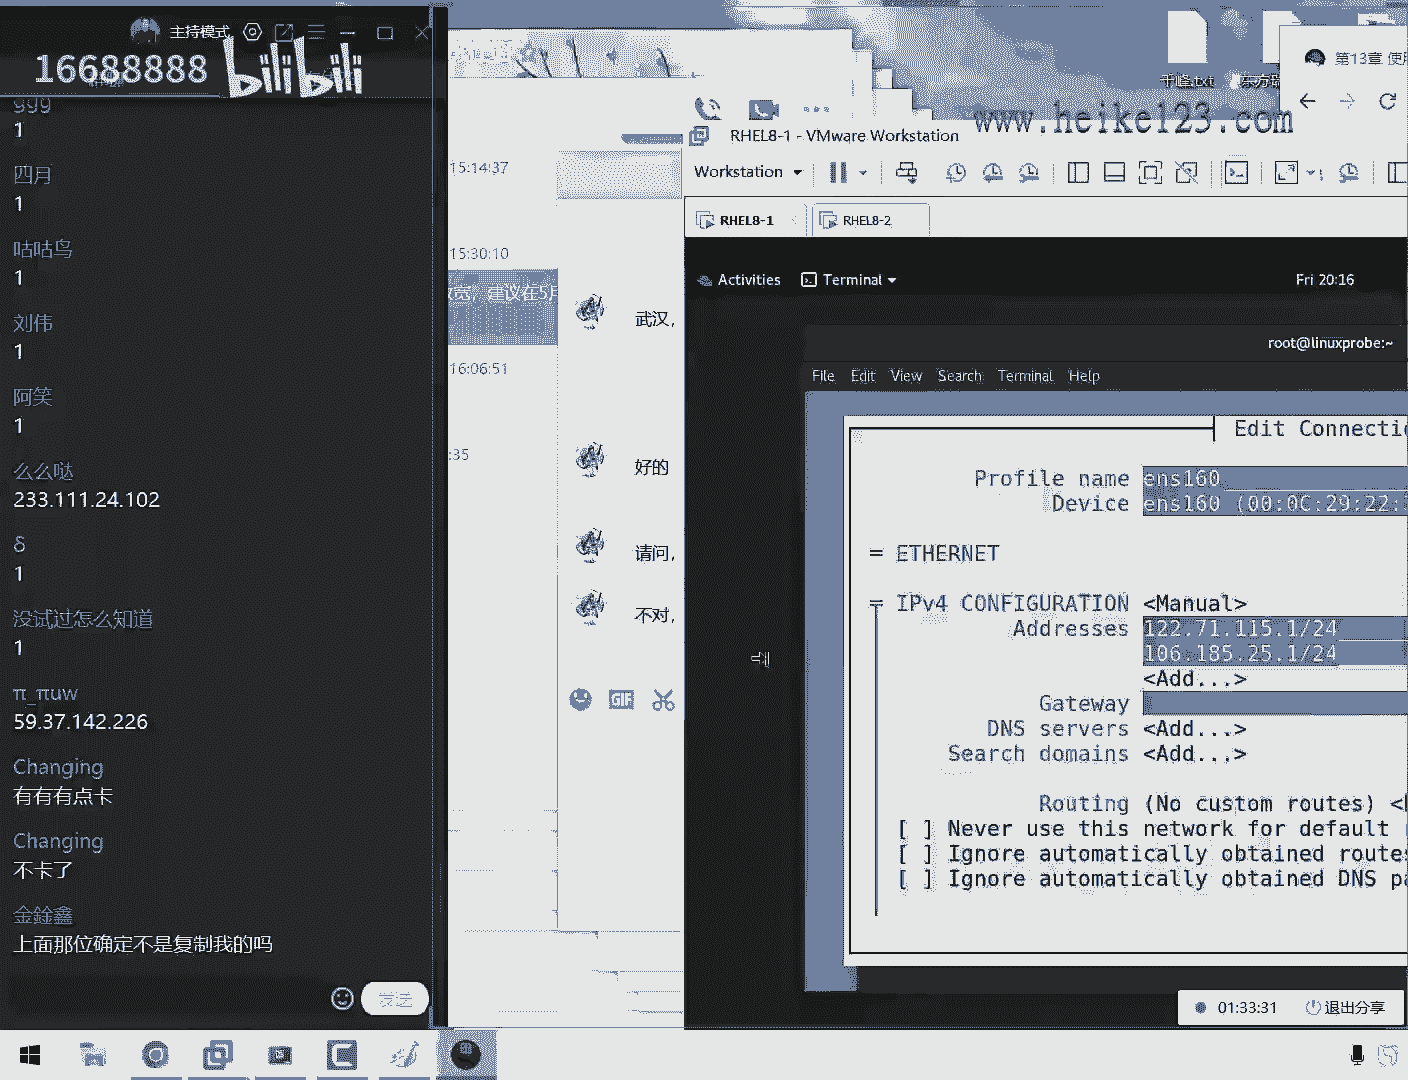 主持模式
16688888
bilibili
ggg
1
四月
1
咕咕鸟
1
刘伟
1
阿笑
1
么么哒
233.111.24.102
δ
1
没试过怎么知道
1
π_πuw
59.37.142.226
Changing
有有有点卡
Changing
不卡了
金銓鑫
上面那位确定不是复制我的吗
发送
15:14:37
15:30:10
建议在5月
16:06:51
:35
武汉,
好的
请问,
不对,
GIF
千峰.txt
东方瑞
第13章 使用
www.heike123.com
RHEL8-1 - VMware Workstation
Workstation
RHEL8-1
RHEL8-2
Activities
Terminal
Fri 20:16
root@linuxprobe:~
File Edit View Search Terminal Help
Edit Connectio
Profile name ens160
Device ens160 (00:0C:29:22:
= ETHERNET
= IPv4 CONFIGURATION <Manual>
Addresses 122.71.115.1/24
106.185.25.1/24
<Add...>
Gateway
DNS servers <Add...>
Search domains <Add...>
Routing (No custom routes) <
[ ] Never use this network for default
[ ] Ignore automatically obtained routes
[ ] Ignore automatically obtained DNS pa
01:33:31
退出分享